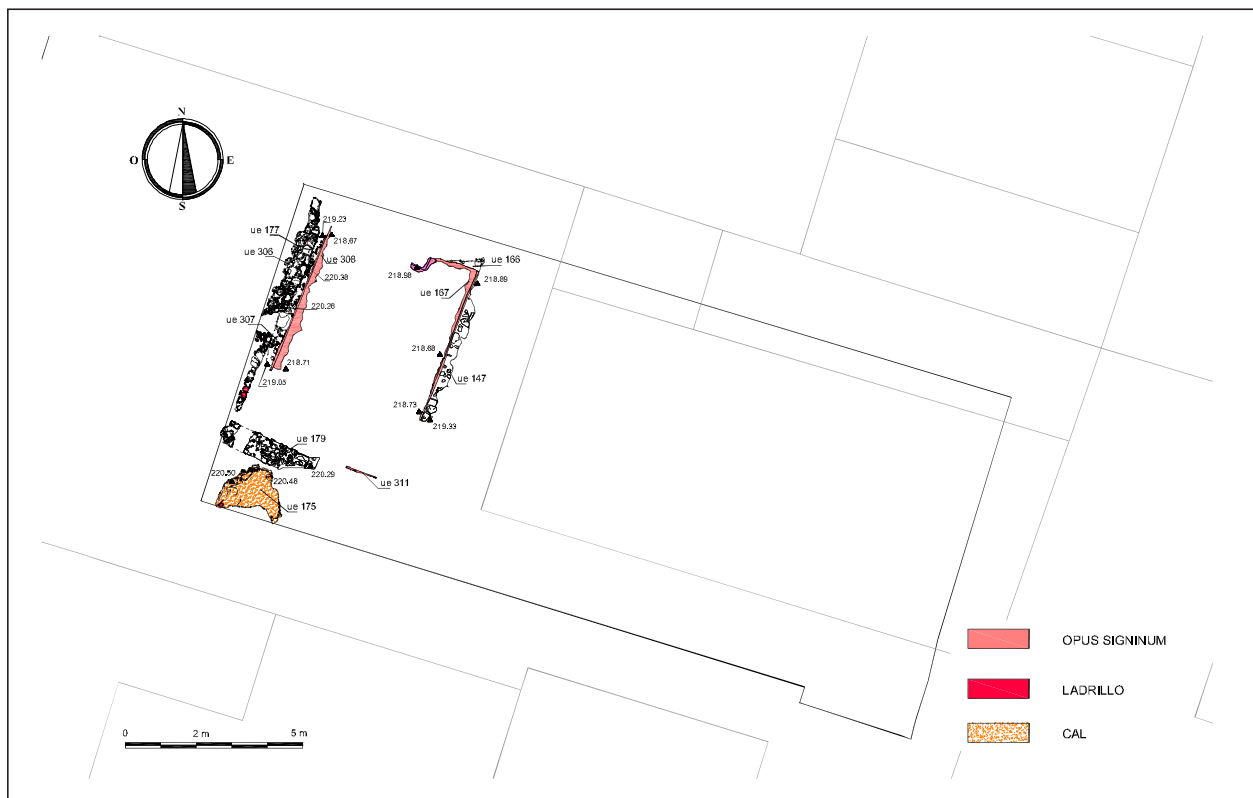 N
O E
S
219.23
ue 177
218.67
ue 306
ue 308
220.38
220.26
ue 307
218.71
219.05
ue 166
218.98
218.89
ue 167
218.68
ue 147
218.73
219.33
ue 179
220.50
220.48
220.29
ue 311
ue 175
OPUS SIGNINUM
LADRILLO
CAL
0 2 m 5 m